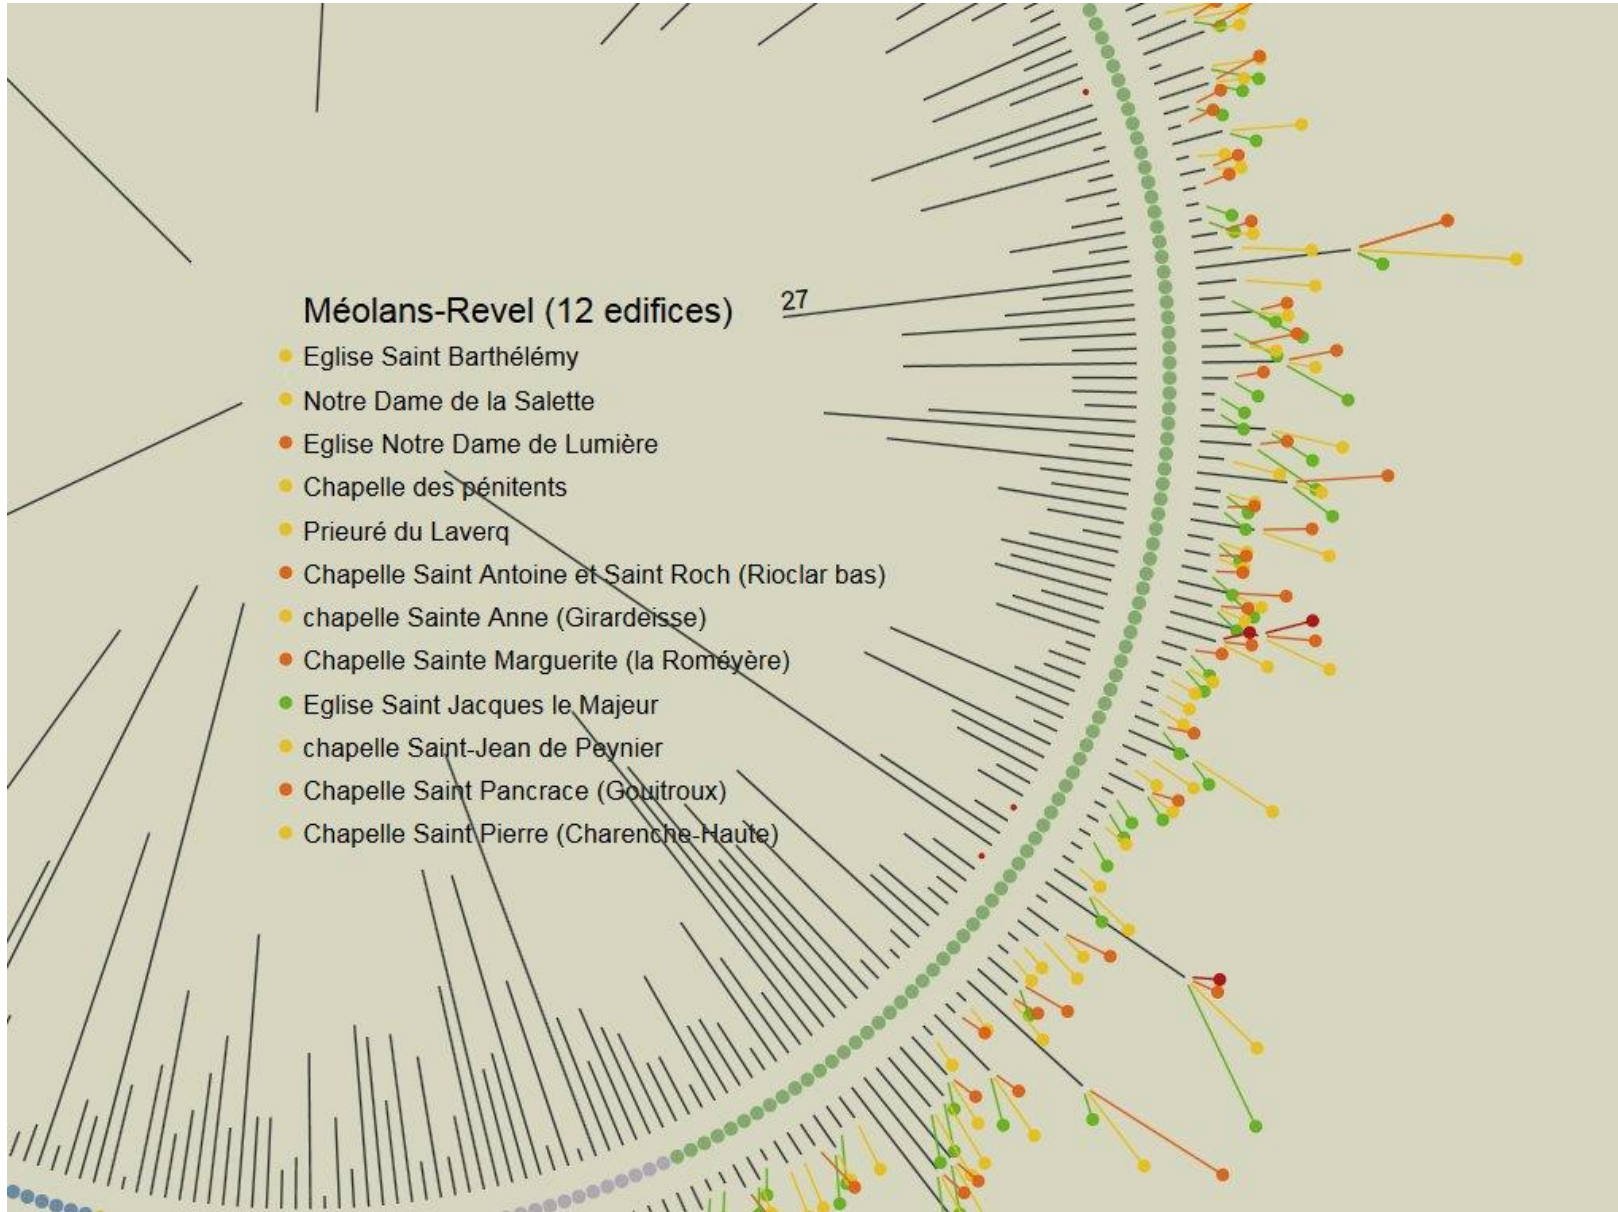 Méolans-Revel (12 edifices)
27
Eglise Saint Barthélémy
Notre Dame de la Salette
Eglise Notre Dame de Lumière
Chapelle des pénitents
Prieuré du Laverq
Chapelle Saint Antoine et Saint Roch (Rioclar bas)
chapelle Sainte Anne (Girardeisse)
Chapelle Sainte Marguerite (la Roméyère)
Eglise Saint Jacques le Majeur
chapelle Saint-Jean de Peynier
Chapelle Saint Pancrace (Gouitroux)
Chapelle Saint Pierre (Charenche-Haute)